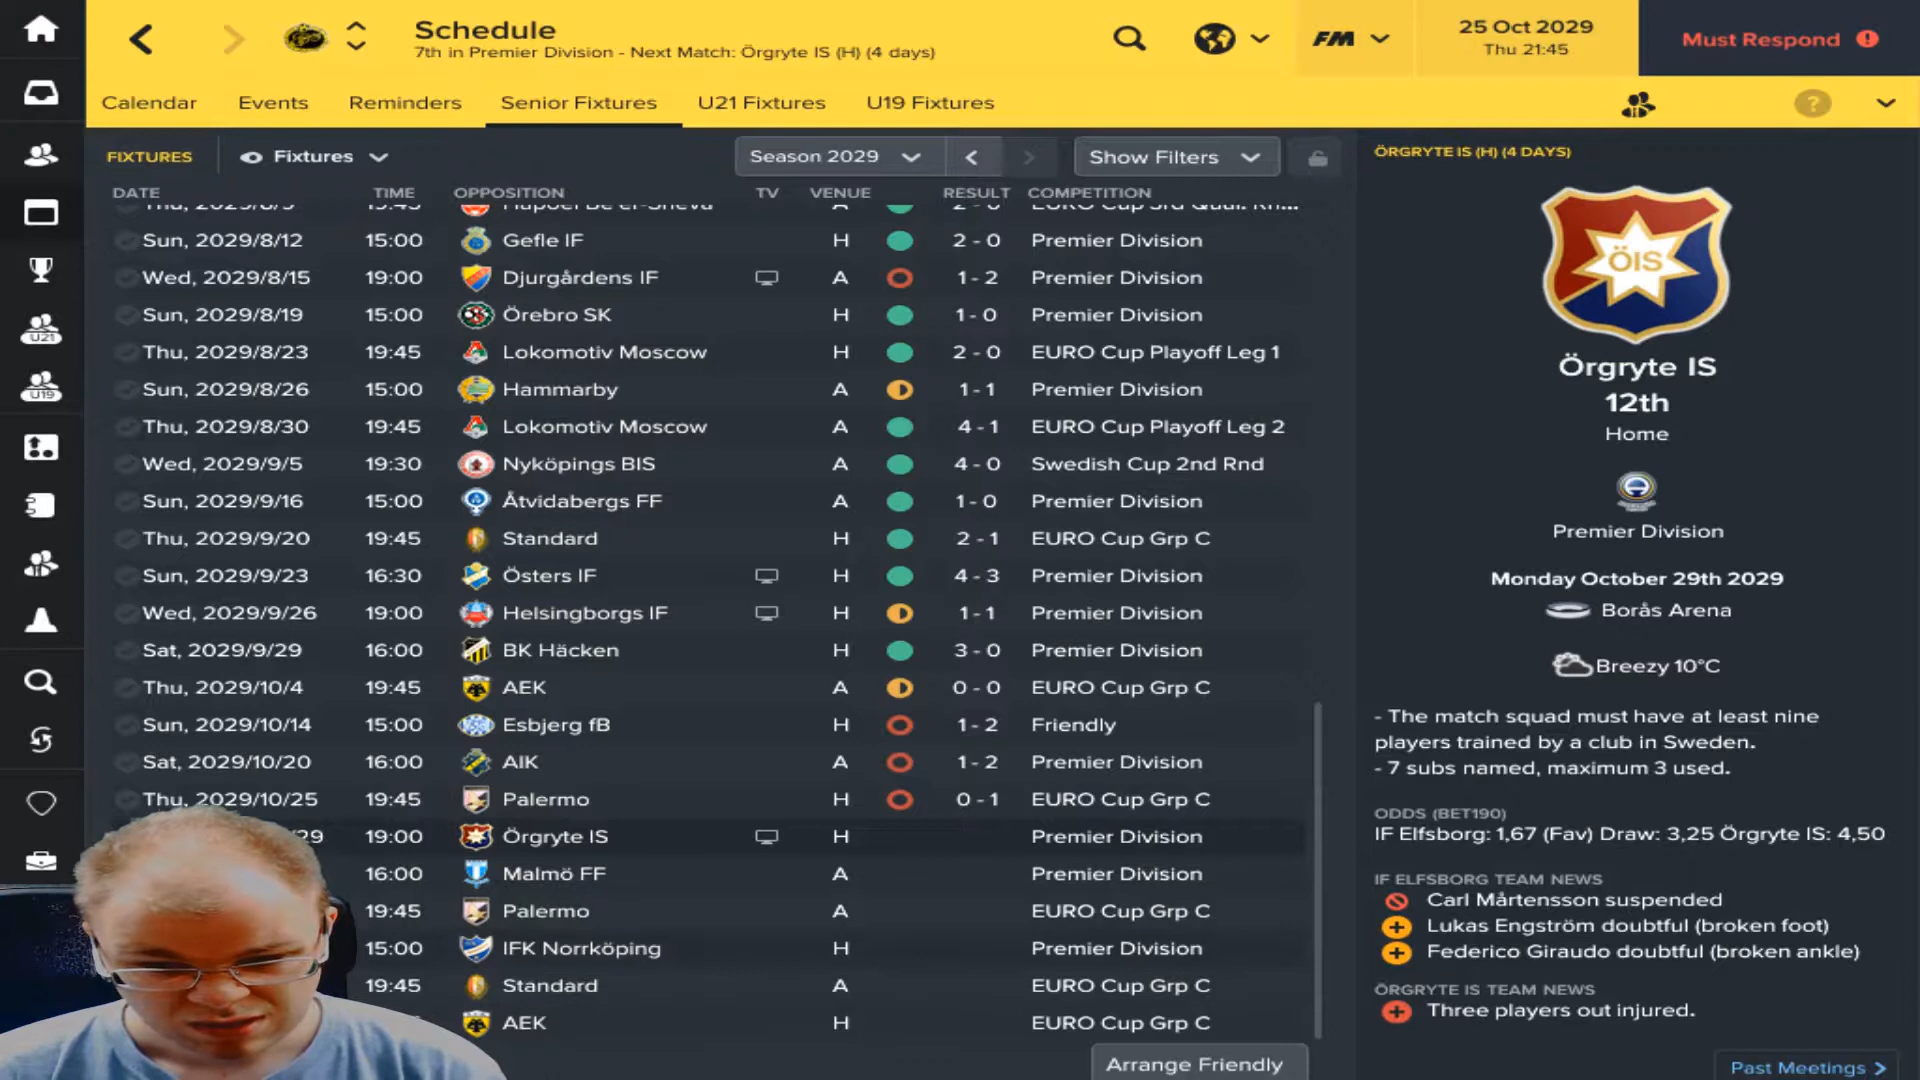 Schedule
7th in Premier Division - Next Match: Örgryte IS (H) (4 days)
FM
25 Oct 2029
Thu 21:45
Must Respond
Calendar Events Reminders Senior Fixtures U21 Fixtures U19 Fixtures
?
U21
U19
FIXTURES Fixtures Season 2029 Show Filters
DATE TIME OPPOSITION TV VENUE RESULT COMPETITION
Sun, 2029/8/12 15:00 Gefle IF H 2 - 0 Premier Division
Wed, 2029/8/15 19:00 Djurgårdens IF A 1 - 2 Premier Division
Sun, 2029/8/19 15:00 Örebro SK H 1 - 0 Premier Division
Thu, 2029/8/23 19:45 Lokomotiv Moscow H 2 - 0 EURO Cup Playoff Leg 1
Sun, 2029/8/26 15:00 Hammarby A 1 - 1 Premier Division
Thu, 2029/8/30 19:45 Lokomotiv Moscow A 4 - 1 EURO Cup Playoff Leg 2
Wed, 2029/9/5 19:30 Nyköpings BIS A 4 - 0 Swedish Cup 2nd Rnd
Sun, 2029/9/16 15:00 Åtvidabergs FF A 1 - 0 Premier Division
Thu, 2029/9/20 19:45 Standard H 2 - 1 EURO Cup Grp C
Sun, 2029/9/23 16:30 Östers IF H 4 - 3 Premier Division
Wed, 2029/9/26 19:00 Helsingborgs IF H 1 - 1 Premier Division
Sat, 2029/9/29 16:00 BK Häcken H 3 - 0 Premier Division
Thu, 2029/10/4 19:45 AEK A 0 - 0 EURO Cup Grp C
Sun, 2029/10/14 15:00 Esbjerg fB H 1 - 2 Friendly
Sat, 2029/10/20 16:00 AIK A 1 - 2 Premier Division
Thu, 2029/10/25 19:45 Palermo H 0 - 1 EURO Cup Grp C
29 19:00 Örgryte IS H Premier Division
16:00 Malmö FF A Premier Division
19:45 Palermo A EURO Cup Grp C
15:00 IFK Norrköping H Premier Division
19:45 Standard A EURO Cup Grp C
AEK H EURO Cup Grp C
Arrange Friendly
ÖRGRYTE IS (H) (4 DAYS)
ÖIS
Örgryte IS
12th
Home
Premier Division
Monday October 29th 2029
Borås Arena
Breezy 10°C
- The match squad must have at least nine
players trained by a club in Sweden.
- 7 subs named, maximum 3 used.
ODDS (BET190)
IF Elfsborg: 1,67 (Fav) Draw: 3,25 Örgryte IS: 4.50
IF ELFSBORG TEAM NEWS
Carl Mårtensson suspended
Lukas Engström doubtful (broken foot)
Federico Giraudo doubtful (broken ankle)
ÖRGRYTE IS TEAM NEWS
Three players out injured.
Past Meetings >